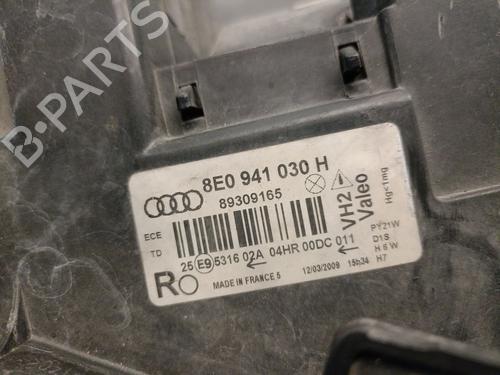 B-PARTS
8E0 941 030 H
89309165
ECE
TD
25 E9 5316 02A 04HR 00DC 011
VH2
Valeo
Hg<1mg
PY21W
D1S
H 6 W
H7
R
MADE IN FRANCE 5
12/03/2009 15h34